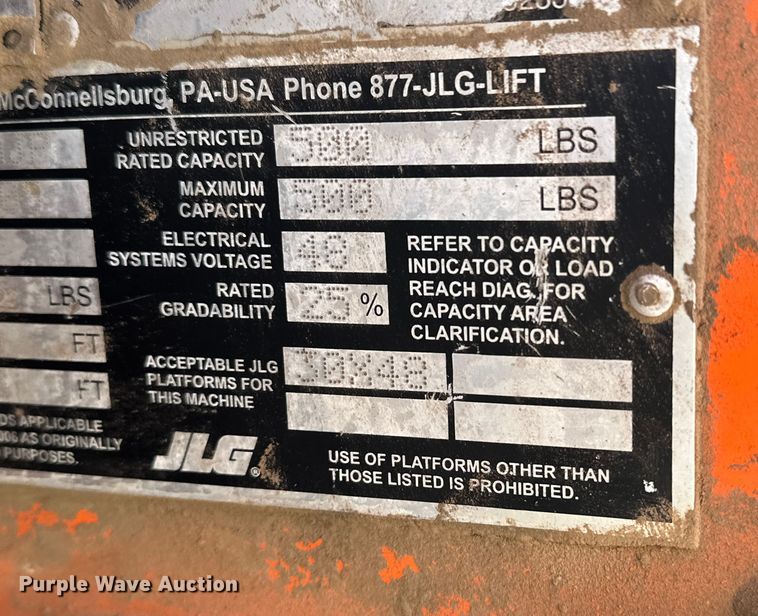 McConnellsburg, PA-USA Phone 877-JLG-LIFT
UNRESTRICTED RATED CAPACITY 500 LBS
MAXIMUM CAPACITY 500 LBS
ELECTRICAL SYSTEMS VOLTAGE 48
RATED GRADABILITY 25%
REFER TO CAPACITY
INDICATOR OR LOAD
REACH DIAG. FOR
CAPACITY AREA
CLARIFICATION.
LBS
FT
FT
ACCEPTABLE JLG
PLATFORMS FOR
THIS MACHINE
30X48
APPLICABLE
AS ORIGINALLY
PURPOSES.
JLG
USE OF PLATFORMS OTHER THAN
THOSE LISTED IS PROHIBITED.
Purple Wave Auction